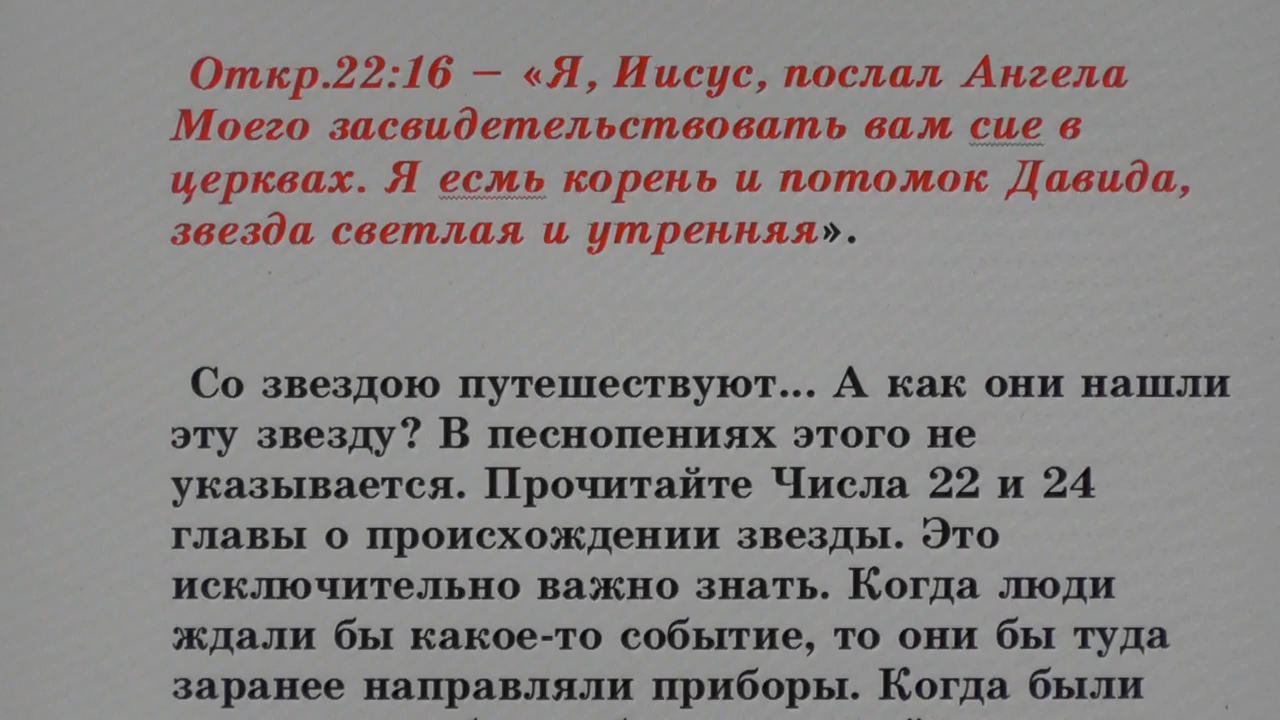 Откр.22:16 – «Я, Иисус, послал Ангела
Моего засвидетельствовать вам сие в
церквах. Я есмь корень и потомок Давида,
звезда светлая и утренняя».
Со звездою путешествуют... А как они нашли
эту звезду? В песнопениях этого не
указывается. Прочитайте Числа 22 и 24
главы о происхождении звезды. Это
исключительно важно знать. Когда люди
ждали бы какое-то событие, то они бы туда
заранее направляли приборы. Когда были